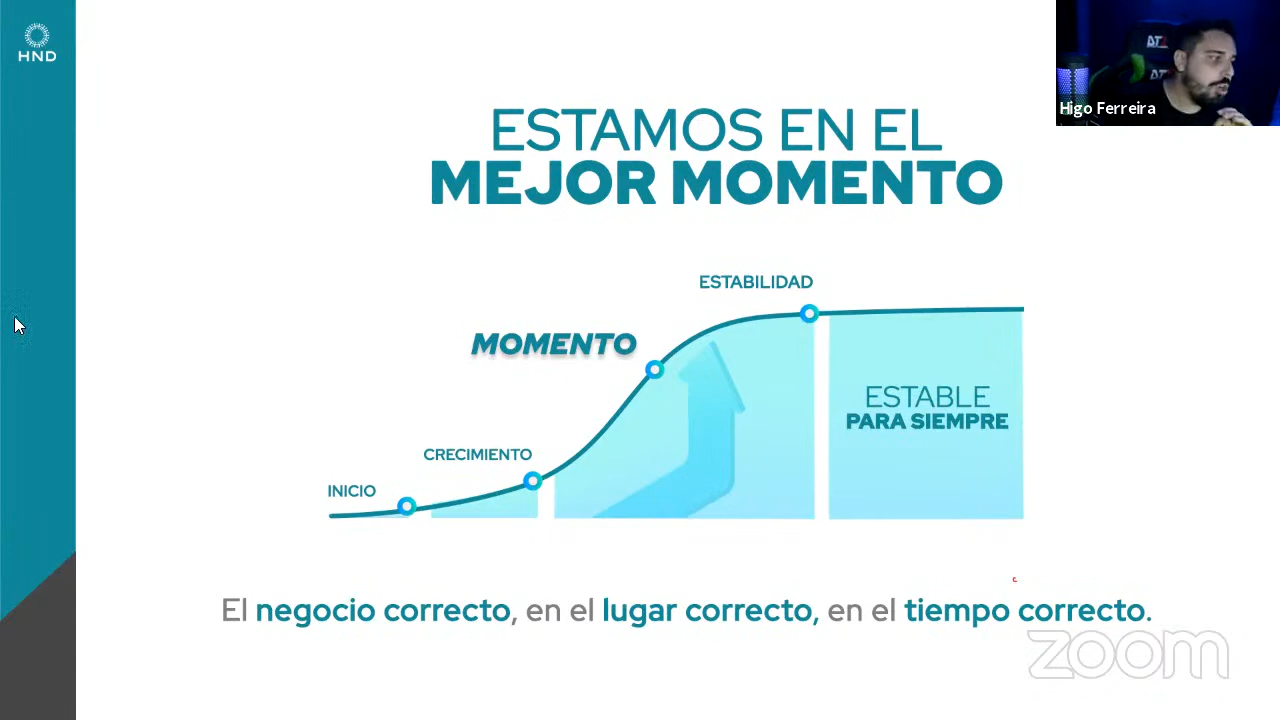 HND
Higo Ferreira
ESTAMOS EN EL
MEJOR MOMENTO
ESTABILIDAD
MOMENTO
ESTABLE
PARA SIEMPRE
CRECIMIENTO
INICIO
El negocio correcto, en el lugar correcto, en el tiempo correcto.
zoom